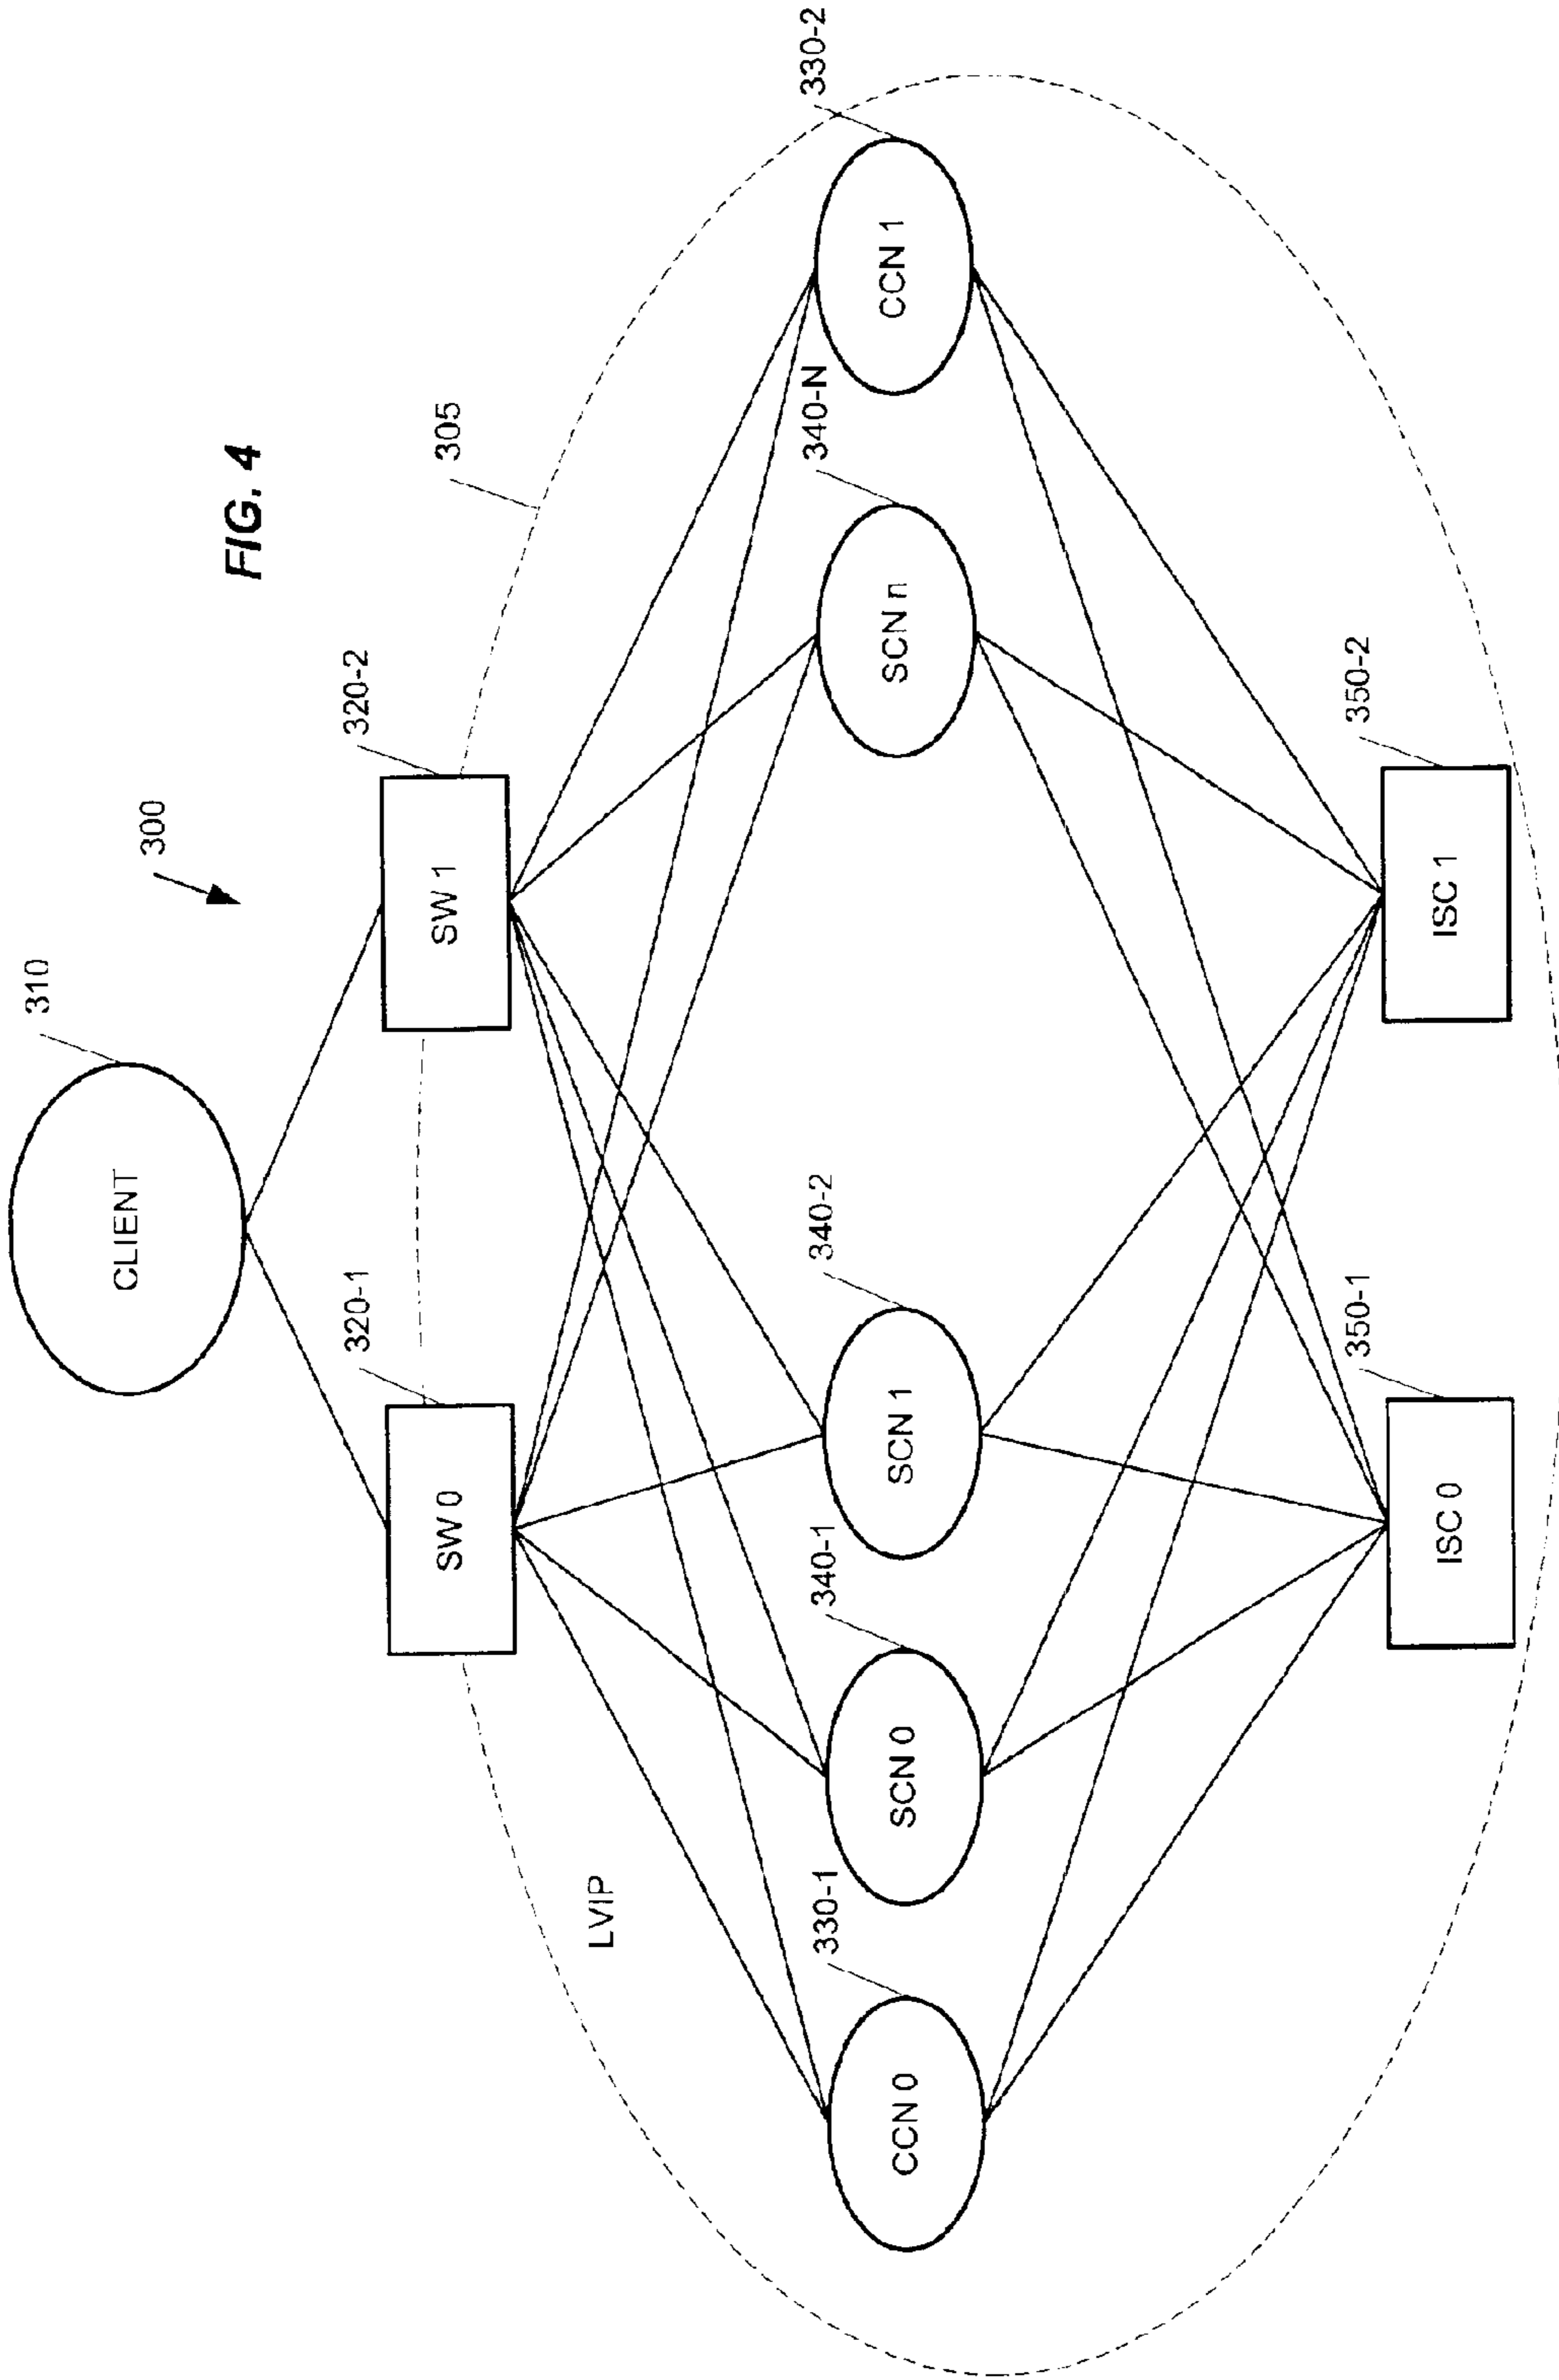 FIG. 4
300
310
CLIENT
305
320-1
320-2
SW 0
SW 1
LVIP
330-1
340-1
340-2
340-N
330-2
CCN 0
SCN 0
SCN 1
SCN n
CCN 1
350-1
350-2
ISC 0
ISC 1